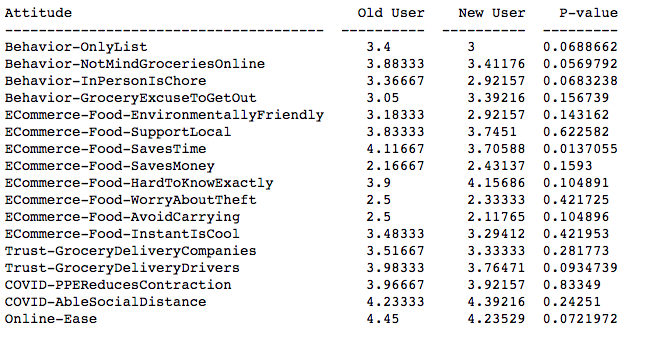 Attitude Old User New User P-value
-------------------------------- ---------- ---------- ---------
Behavior-OnlyList 3.4 3 0.0688662
Behavior-NotMindGroceriesOnline 3.88333 3.41176 0.0569792
Behavior-InPersonIsChore 3.36667 2.92157 0.0683238
Behavior-GroceryExcuseToGetOut 3.05 3.39216 0.156739
ECommerce-Food-EnvironmentallyFriendly 3.18333 2.92157 0.143162
ECommerce-Food-SupportLocal 3.83333 3.7451 0.622582
ECommerce-Food-SavesTime 4.11667 3.70588 0.0137055
ECommerce-Food-SavesMoney 2.16667 2.43137 0.1593
ECommerce-Food-HardToKnowExactly 3.9 4.15686 0.104891
ECommerce-Food-WorryAboutTheft 2.5 2.33333 0.421725
ECommerce-Food-AvoidCarrying 2.5 2.11765 0.104896
ECommerce-Food-InstantIsCool 3.48333 3.29412 0.421953
Trust-GroceryDeliveryCompanies 3.51667 3.33333 0.281773
Trust-GroceryDeliveryDrivers 3.98333 3.76471 0.0934739
COVID-PPEReducesContraction 3.96667 3.92157 0.83349
COVID-AbleSocialDistance 4.23333 4.39216 0.24251
Online-Ease 4.45 4.23529 0.0721972